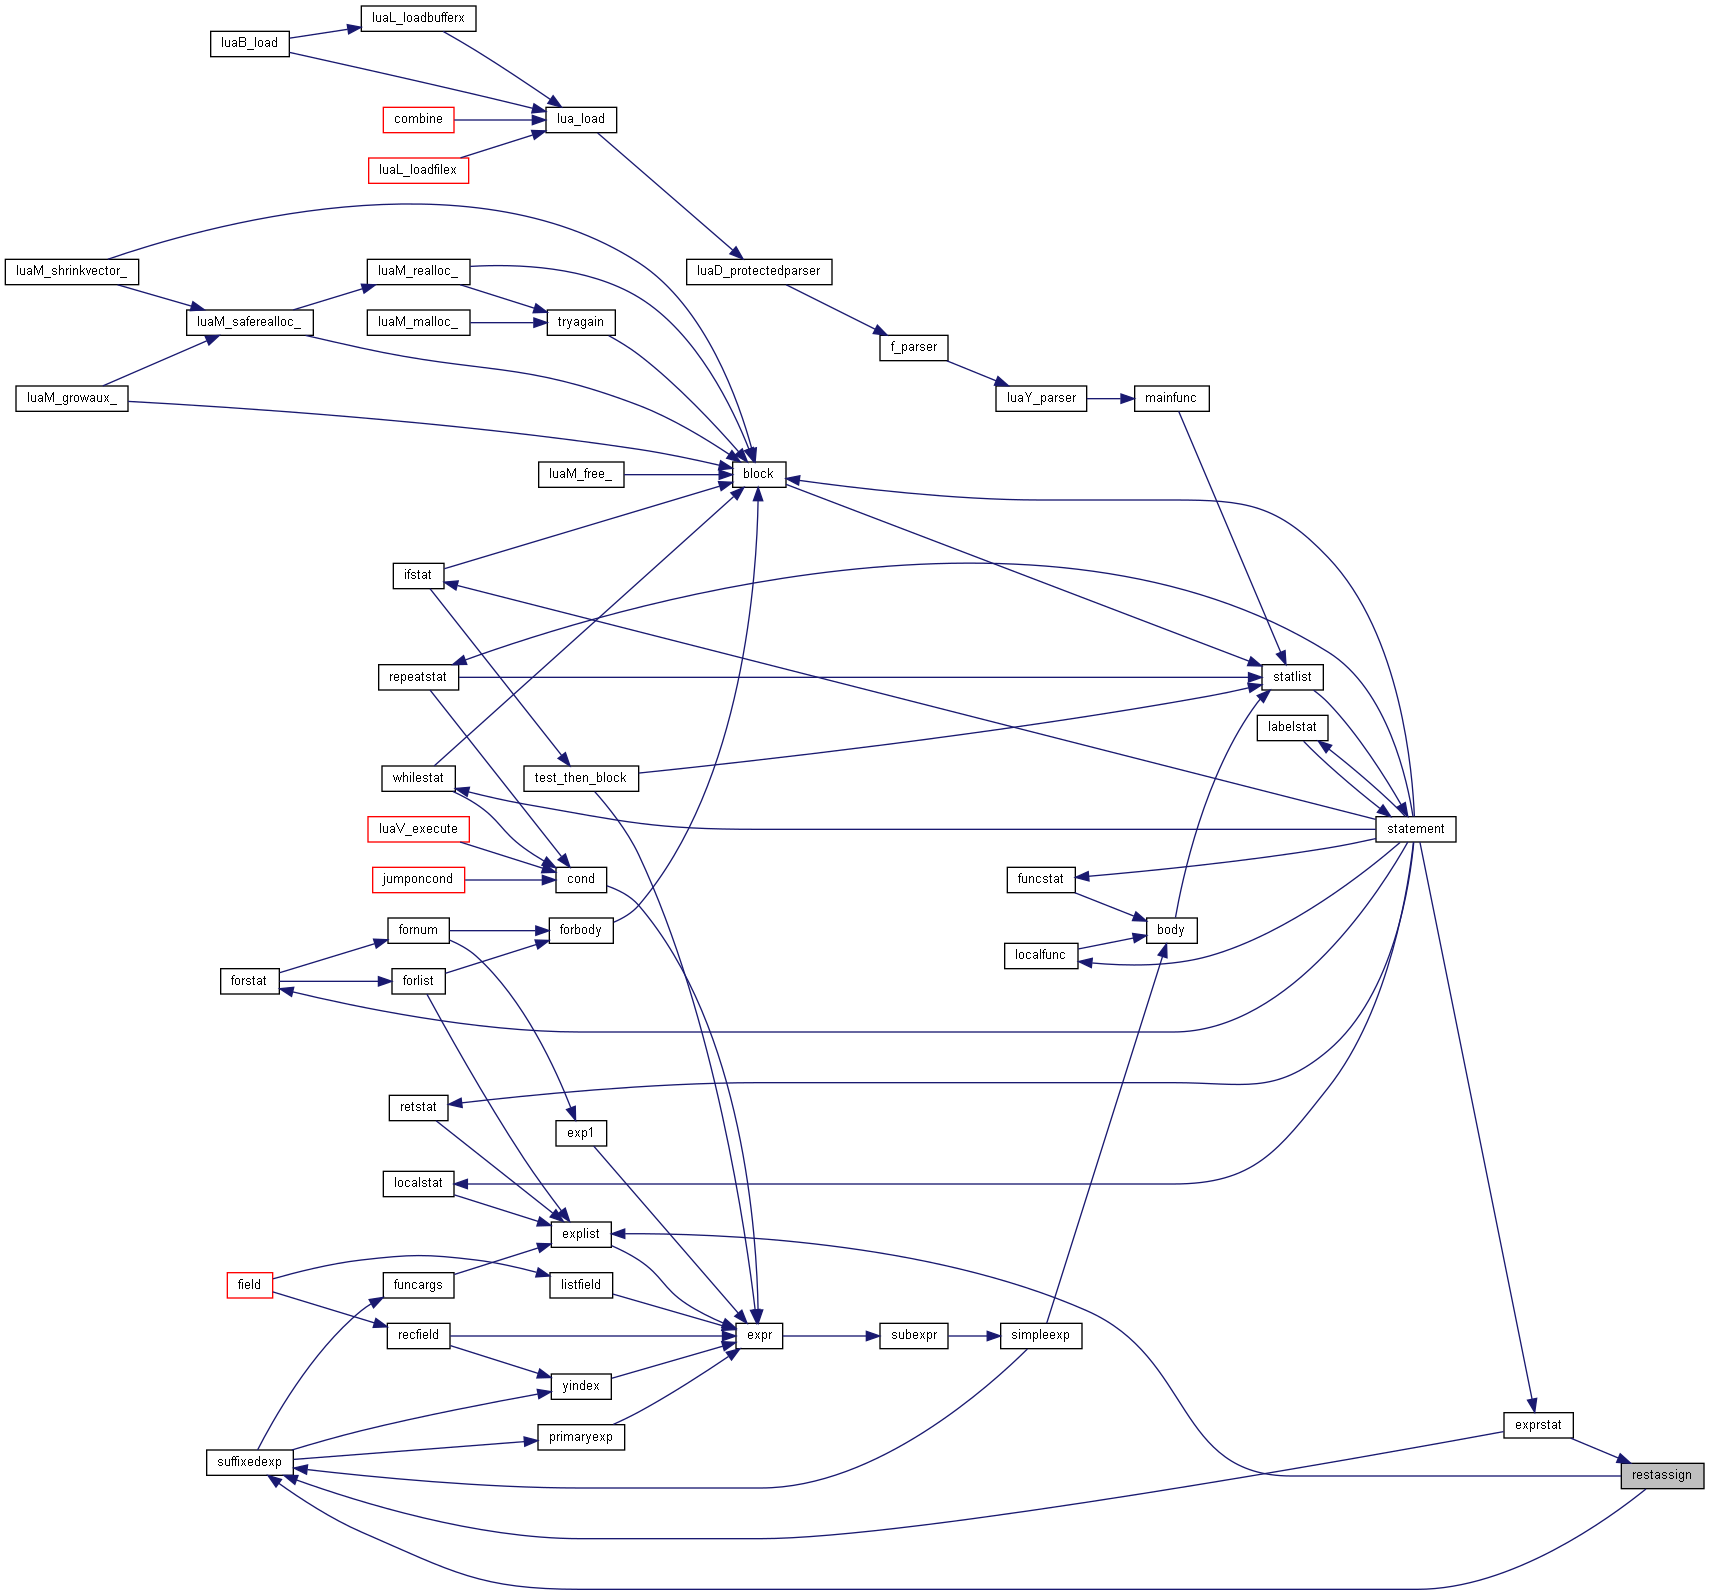 luaL_loadbufferx
luaB_load
combine
lua_load
luaL_loadfilex
luaM_shrinkvector_
luaM_realloc_
luaD_protectedparser
luaM_saferealloc_
luaM_malloc_
tryagain
f_parser
luaM_growaux_
luaY_parser
mainfunc
luaM_free_
block
ifstat
repeatstat
statlist
labelstat
whilestat
test_then_block
luaV_execute
statement
jumponcond
cond
funcstat
fornum
forbody
body
localfunc
forstat
forlist
retstat
exp1
localstat
explist
field
funcargs
listfield
recfield
expr
subexpr
simpleexp
yindex
exprstat
primaryexp
suffixedexp
restassign